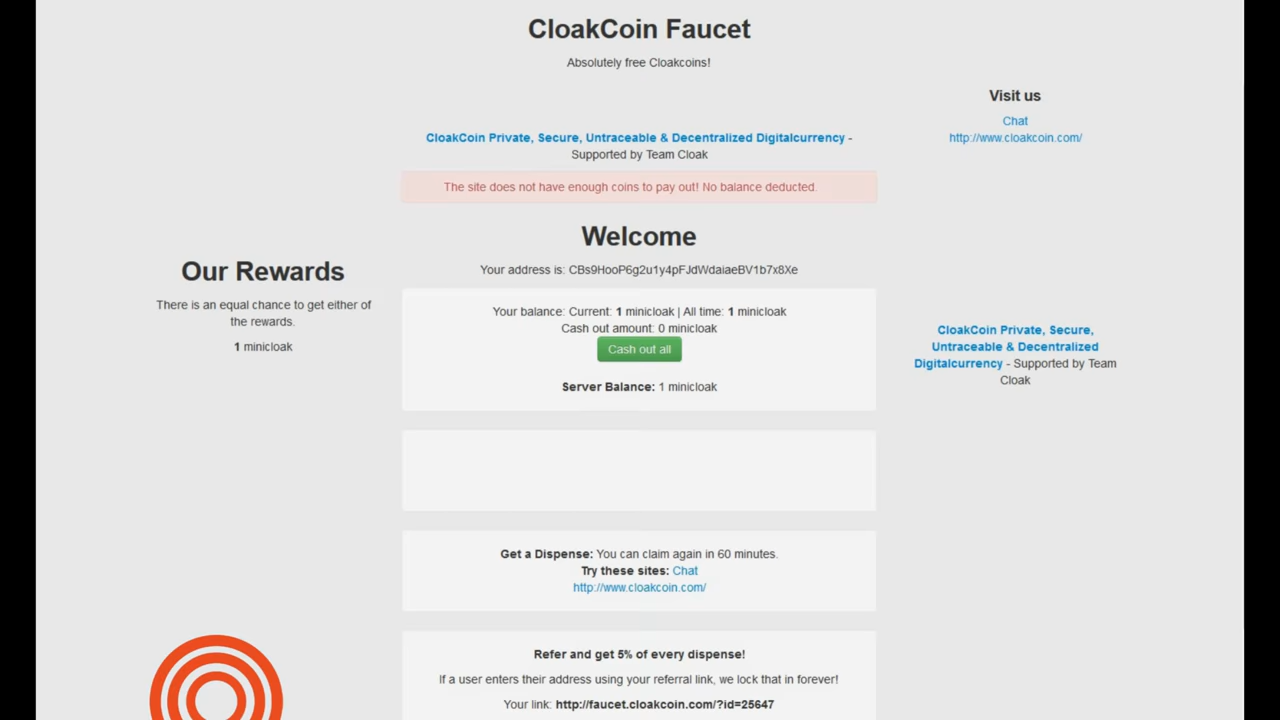 CloakCoin Faucet
Absolutely free Cloakcoins!
Visit us
Chat
http://www.cloakcoin.com/
CloakCoin Private, Secure, Untraceable & Decentralized Digitalcurrency -
Supported by Team Cloak
The site does not have enough coins to pay out! No balance deducted.
Welcome
Your address is: CBs9HooP6g2u1y4pFJdWdaiaeBV1b7x8Xe
Our Rewards
There is an equal chance to get either of
the rewards.
1 minicloak
Your balance: Current: 1 minicloak | All time: 1 minicloak
Cash out amount: 0 minicloak
Cash out all
Server Balance: 1 minicloak
CloakCoin Private, Secure,
Untraceable & Decentralized
Digitalcurrency - Supported by Team
Cloak
Get a Dispense: You can claim again in 60 minutes.
Try these sites: Chat
http://www.cloakcoin.com/
Refer and get 5% of every dispense!
If a user enters their address using your referral link, we lock that in forever!
Your link: http://faucet.cloakcoin.com/?id=25647